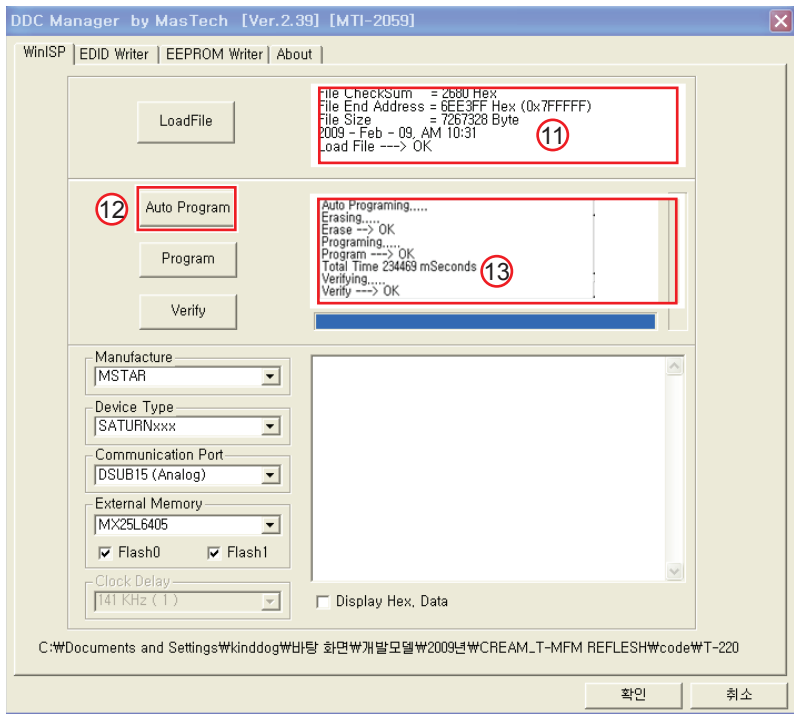 DDC Manager by MasTech [Ver.2.39] [MTI-2059]
WinISP EDID Writer EEPROM Writer About
LoadFile
File CheckSum = 2680 Hex
File End Address = 6EE3FF Hex (0x7FFFFF)
File Size = 7267328 Byte
2009 - Feb - 09, AM 10:31
Load File ---> OK
⑪
⑫
Auto Program
Program
Verify
Auto Programing.....
Erasing.....
Erase --> OK
Programing.....
Program ---> OK
Total Time 234469 mSeconds
Verifying.....
Verify ---> OK
⑬
Manufacture
MSTAR
Device Type
SATURNxxx
Communication Port
DSUB15 (Analog)
External Memory
MX25L6405
Flash0 Flash1
Clock Delay
141 KHz ( 1 )
Display Hex, Data
C:₩Documents and Settings₩kinddog₩바탕 화면₩개발모델₩2009년₩CREAM_T-MFM REFLESH₩code₩T-220
확인 취소